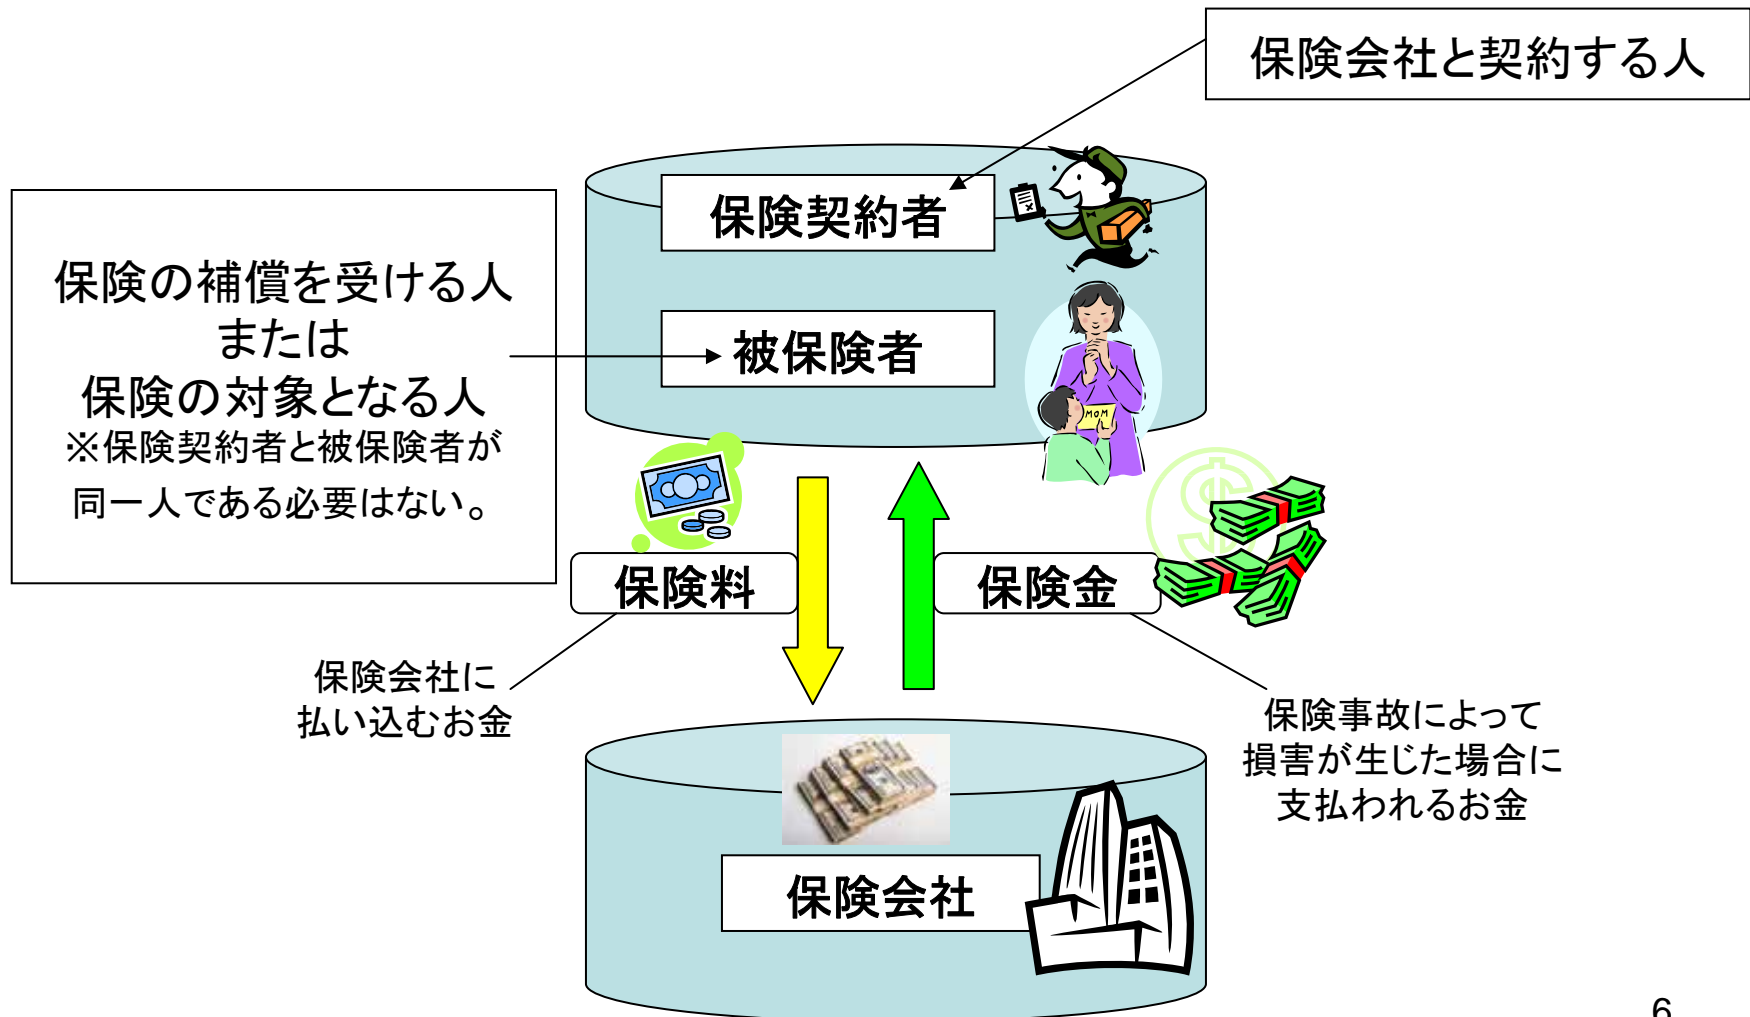 保険会社と契約する人
保険契約者
保険の補償を受ける人
または
保険の対象となる人
※保険契約者と被保険者が
同一人である必要はない。
被保険者
MOM
保険料
保険金
保険会社に
払い込むお金
保険事故によって
損害が生じた場合に
支払われるお金
保険会社
6